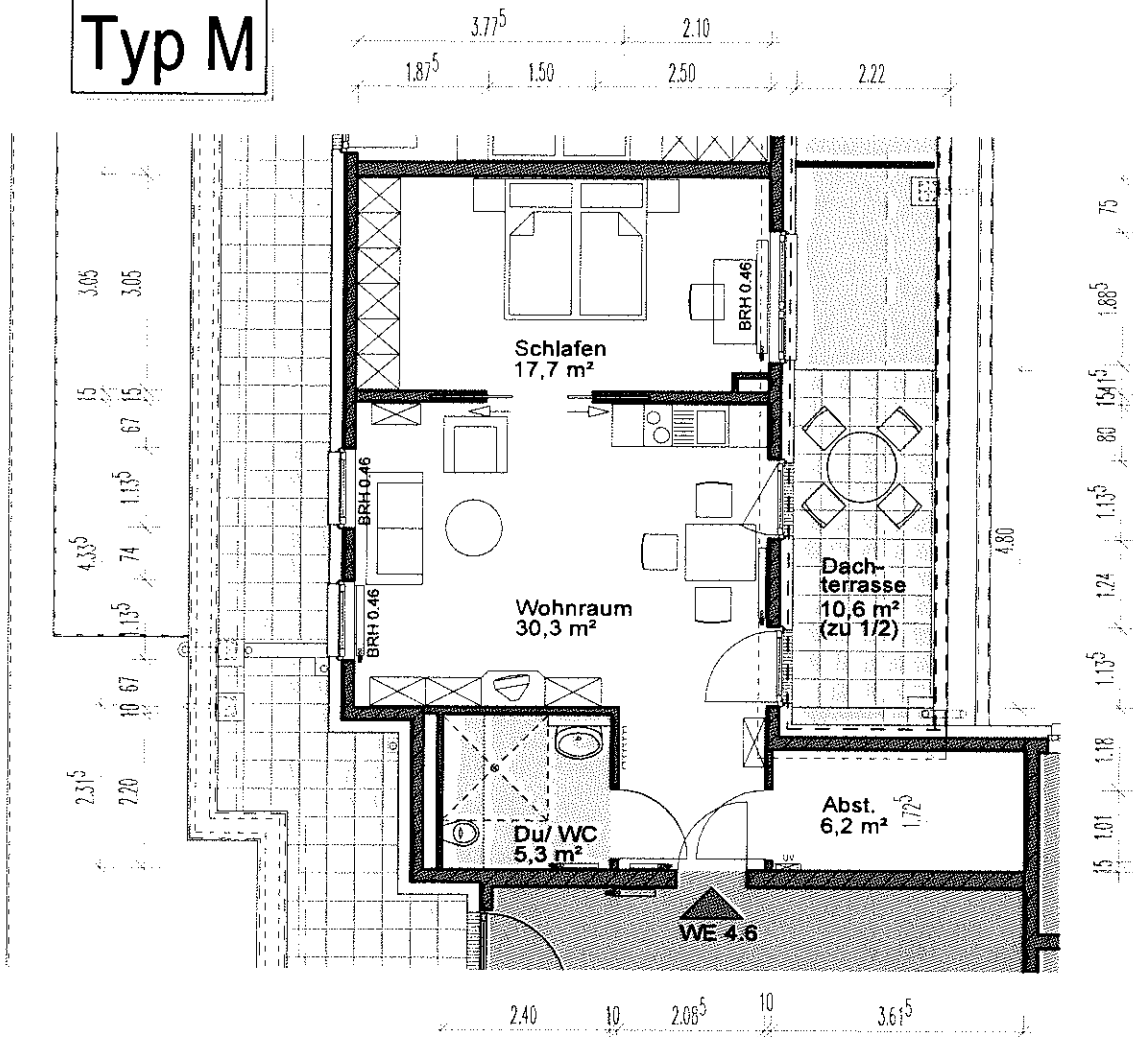 Typ M
3.77⁵ 2.10
1.87⁵ 1.50 2.50 2.22
3.05 3.05
15 15
67
1.13⁵
4.33⁵ 74
1.13⁵
67
10
2.31⁵ 2.20
Schlafen
17,7 m²
BRH 0.46
BRH 0.46
BRH 0.46
Wohnraum
30,3 m²
Dach-
terrasse
10,6 m²
(zu 1/2)
Du/ WC
5,3 m²
Abst.
6,2 m²
1.72⁵
UV
WE 4.6
4.80
75
1.88⁵
15 41⁵
80
1.13⁵
1.24
1.13⁵
1.18
1.01
15
2.40 10 2.08⁵ 10 3.61⁵